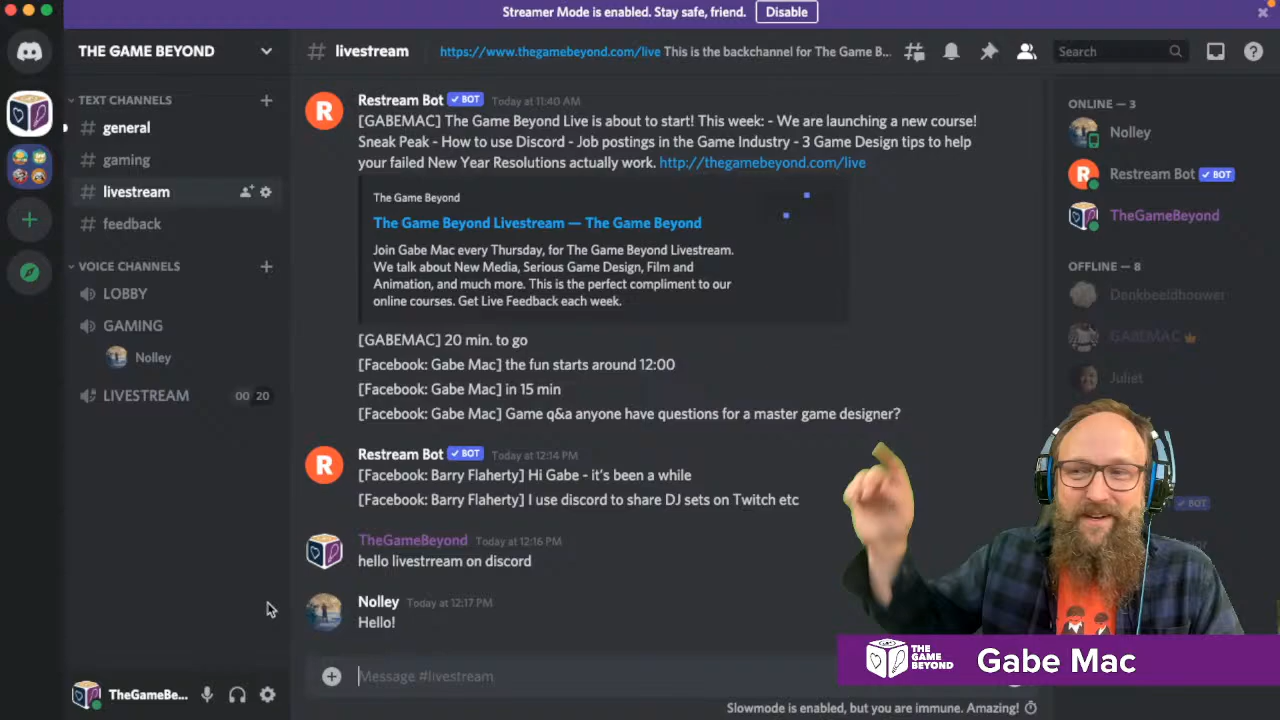 Streamer Mode is enabled. Stay safe, friend. Disable
THE GAME BEYOND
TEXT CHANNELS
general
gaming
livestream
feedback
VOICE CHANNELS
LOBBY
GAMING
Nolley
LIVESTREAM 00 20
TheGameBe...
# livestream https://www.thegamebeyond.com/live This is the backchannel for The Game B...
Search
R
Restream Bot BOT Today at 11:40 AM
[GABEMAC] The Game Beyond Live is about to start! This week: - We are launching a new course!
Sneak Peak - How to use Discord - Job postings in the Game Industry - 3 Game Design tips to help
your failed New Year Resolutions actually work. http://thegamebeyond.com/live
The Game Beyond
The Game Beyond Livestream — The Game Beyond
Join Gabe Mac every Thursday, for The Game Beyond Livestream.
We talk about New Media, Serious Game Design, Film and
Animation, and much more. This is the perfect compliment to our
online courses. Get Live Feedback each week.
[GABEMAC] 20 min. to go
[Facebook: Gabe Mac] the fun starts around 12:00
[Facebook: Gabe Mac] in 15 min
[Facebook: Gabe Mac] Game q&a anyone have questions for a master game designer?
R
Restream Bot BOT Today at 12:14 PM
[Facebook: Barry Flaherty] Hi Gabe - it's been a while
[Facebook: Barry Flaherty] I use discord to share DJ sets on Twitch etc
TheGameBeyond Today at 12:16 PM
hello livestrream on discord
Nolley Today at 12:17 PM
Hello!
Message #livestream
Slowmode is enabled, but you are immune. Amazing!
ONLINE — 3
Nolley
R
Restream Bot BOT
TheGameBeyond
OFFLINE — 8
Donkbeeldhouwer
GABEMAC
Juliet
BOT
THE GAME
BEYOND
Gabe Mac